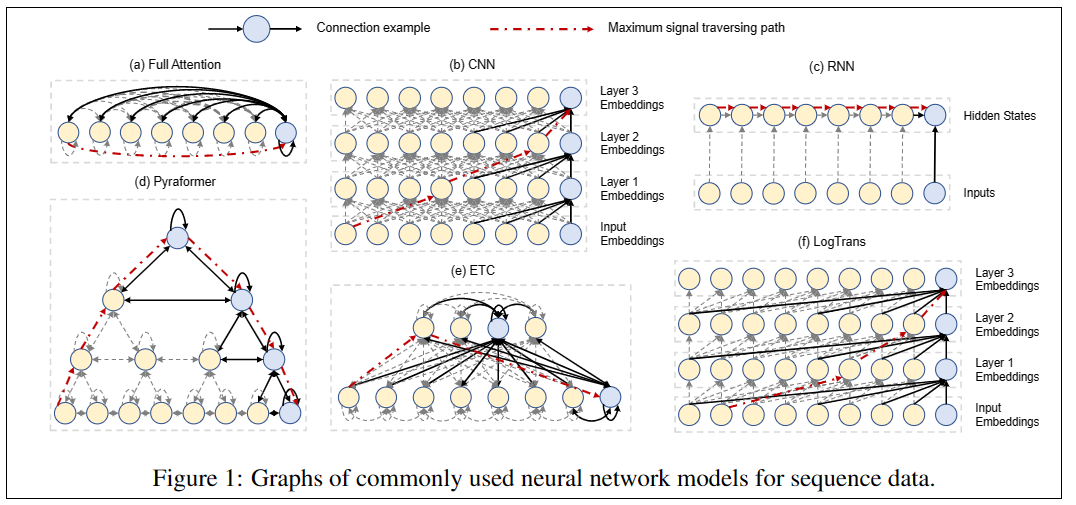 Connection example
Maximum signal traversing path
(a) Full Attention
(b) CNN
Layer 3
Embeddings
Layer 2
Embeddings
Layer 1
Embeddings
Input
Embeddings
(c) RNN
Hidden States
Inputs
(d) Pyraformer
(e) ETC
(f) LogTrans
Layer 3
Embeddings
Layer 2
Embeddings
Layer 1
Embeddings
Input
Embeddings
Figure 1: Graphs of commonly used neural network models for sequence data.